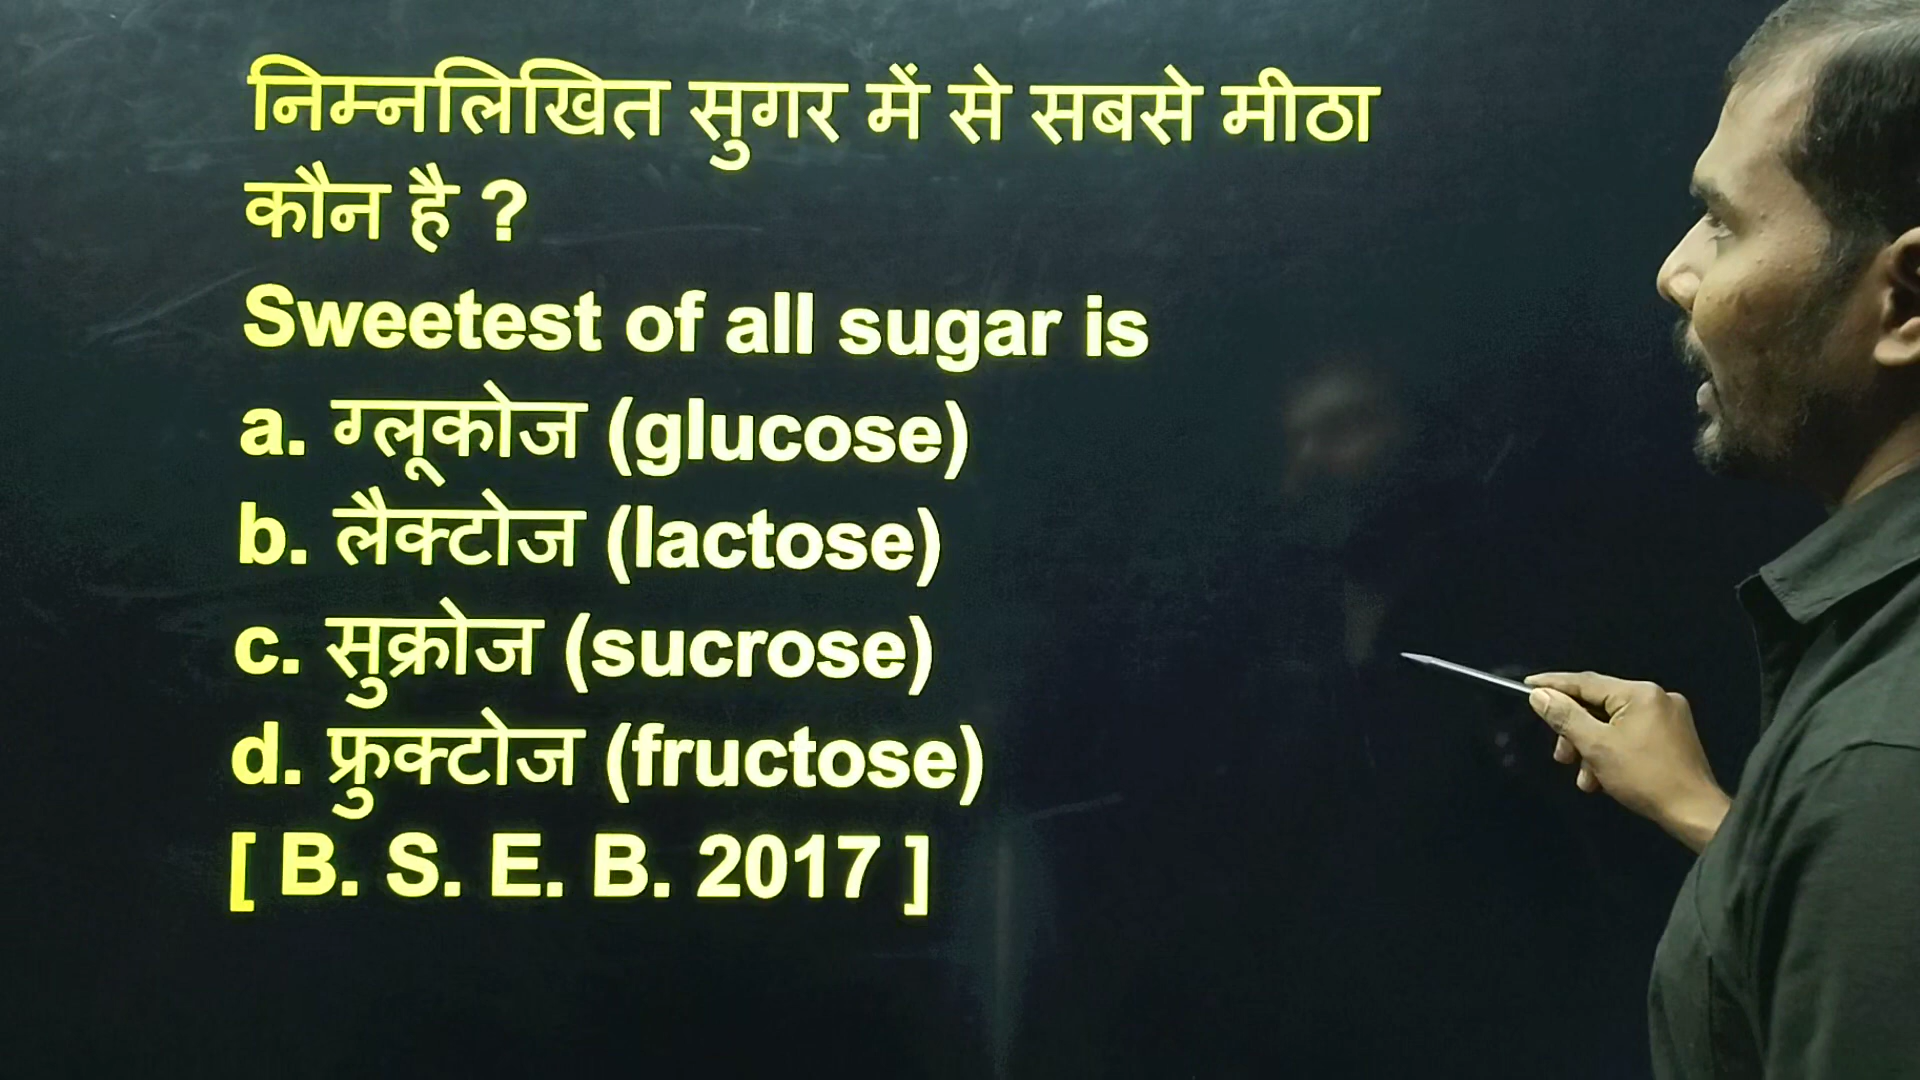 निम्नलिखित सुगर में से सबसे मीठा
कौन है ?
Sweetest of all sugar is
a. ग्लूकोज (glucose)
b. लैक्टोज (lactose)
c. सुक्रोज (sucrose)
d. फ्रुक्टोज (fructose)
[ B. S. E. B. 2017 ]